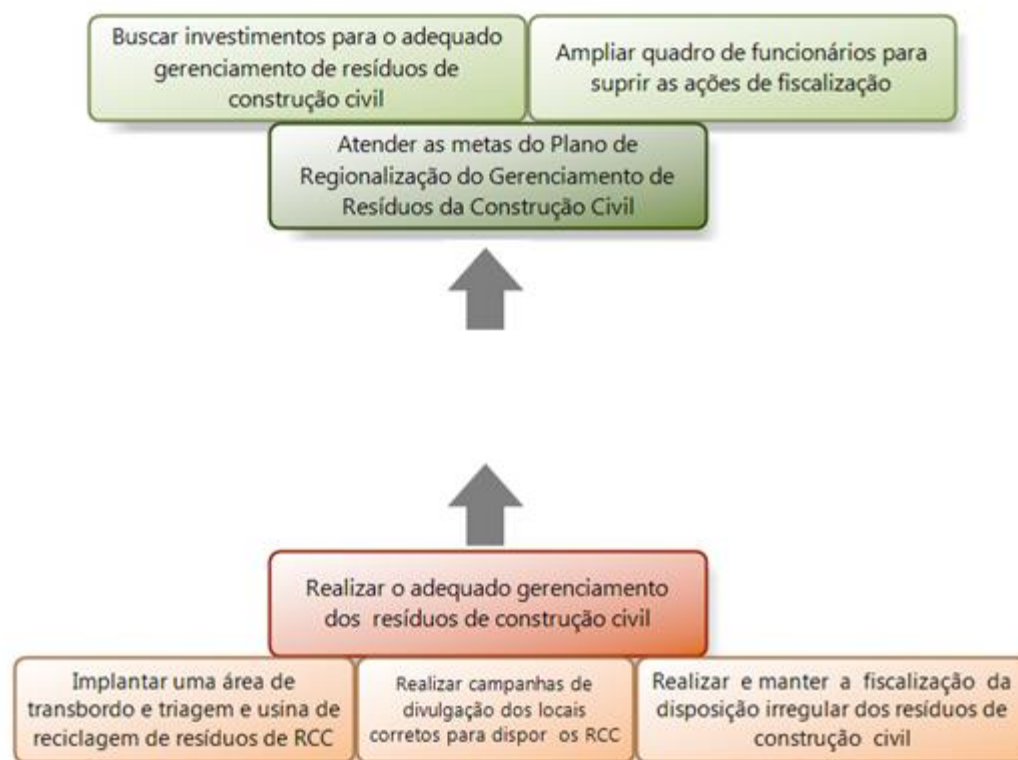 Buscar investimentos para o adequado
gerenciamento de resíduos de
construção civil
Ampliar quadro de funcionários para
suprir as ações de fiscalização
Atender as metas do Plano de
Regionalização do Gerenciamento de
Resíduos da Construção Civil
Realizar o adequado gerenciamento
dos resíduos de construção civil
Implantar uma área de
transbordo e triagem e usina de
reciclagem de resíduos de RCC
Realizar campanhas de
divulgação dos locais
corretos para dispor os RCC
Realizar e manter a fiscalização da
disposição irregular dos resíduos de
construção civil